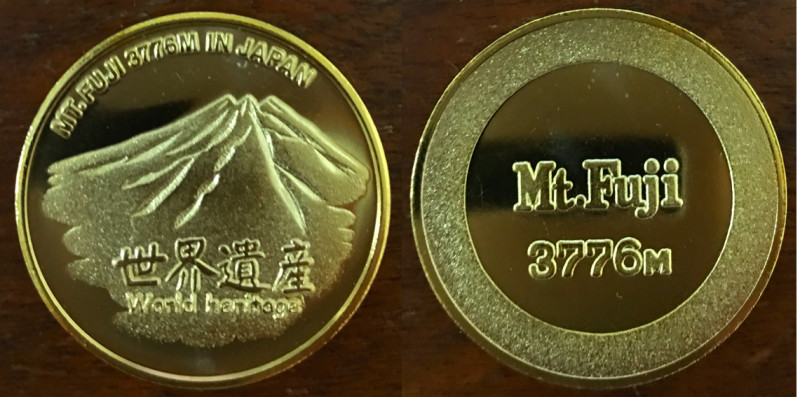 MT.FUJI 3776M IN JAPAN
世界遺産
World heritage
Mt.Fuji
3776M